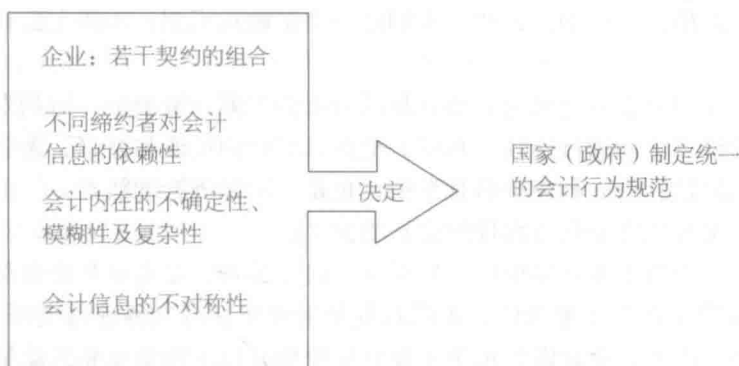 企业：若干契约的组合
不同缔约者对会计
信息的依赖性
会计内在的不确定性、
模糊性及复杂性
会计信息的不对称性
决定
国家（政府）制定统一
的会计行为规范